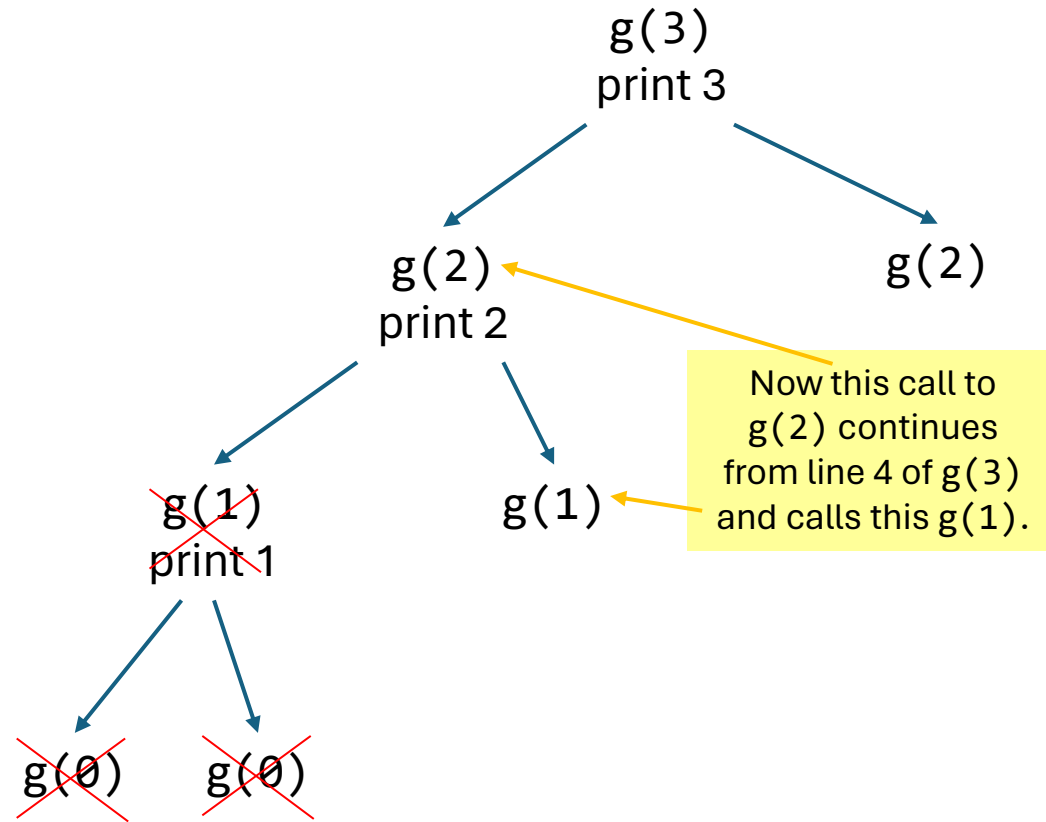 g(3)
print 3
g(2)
print 2
g(2)
Now this call to
g(2) continues
from line 4 of g(3)
and calls this g(1).
g(1)
print 1
g(1)
g(0)
g(0)